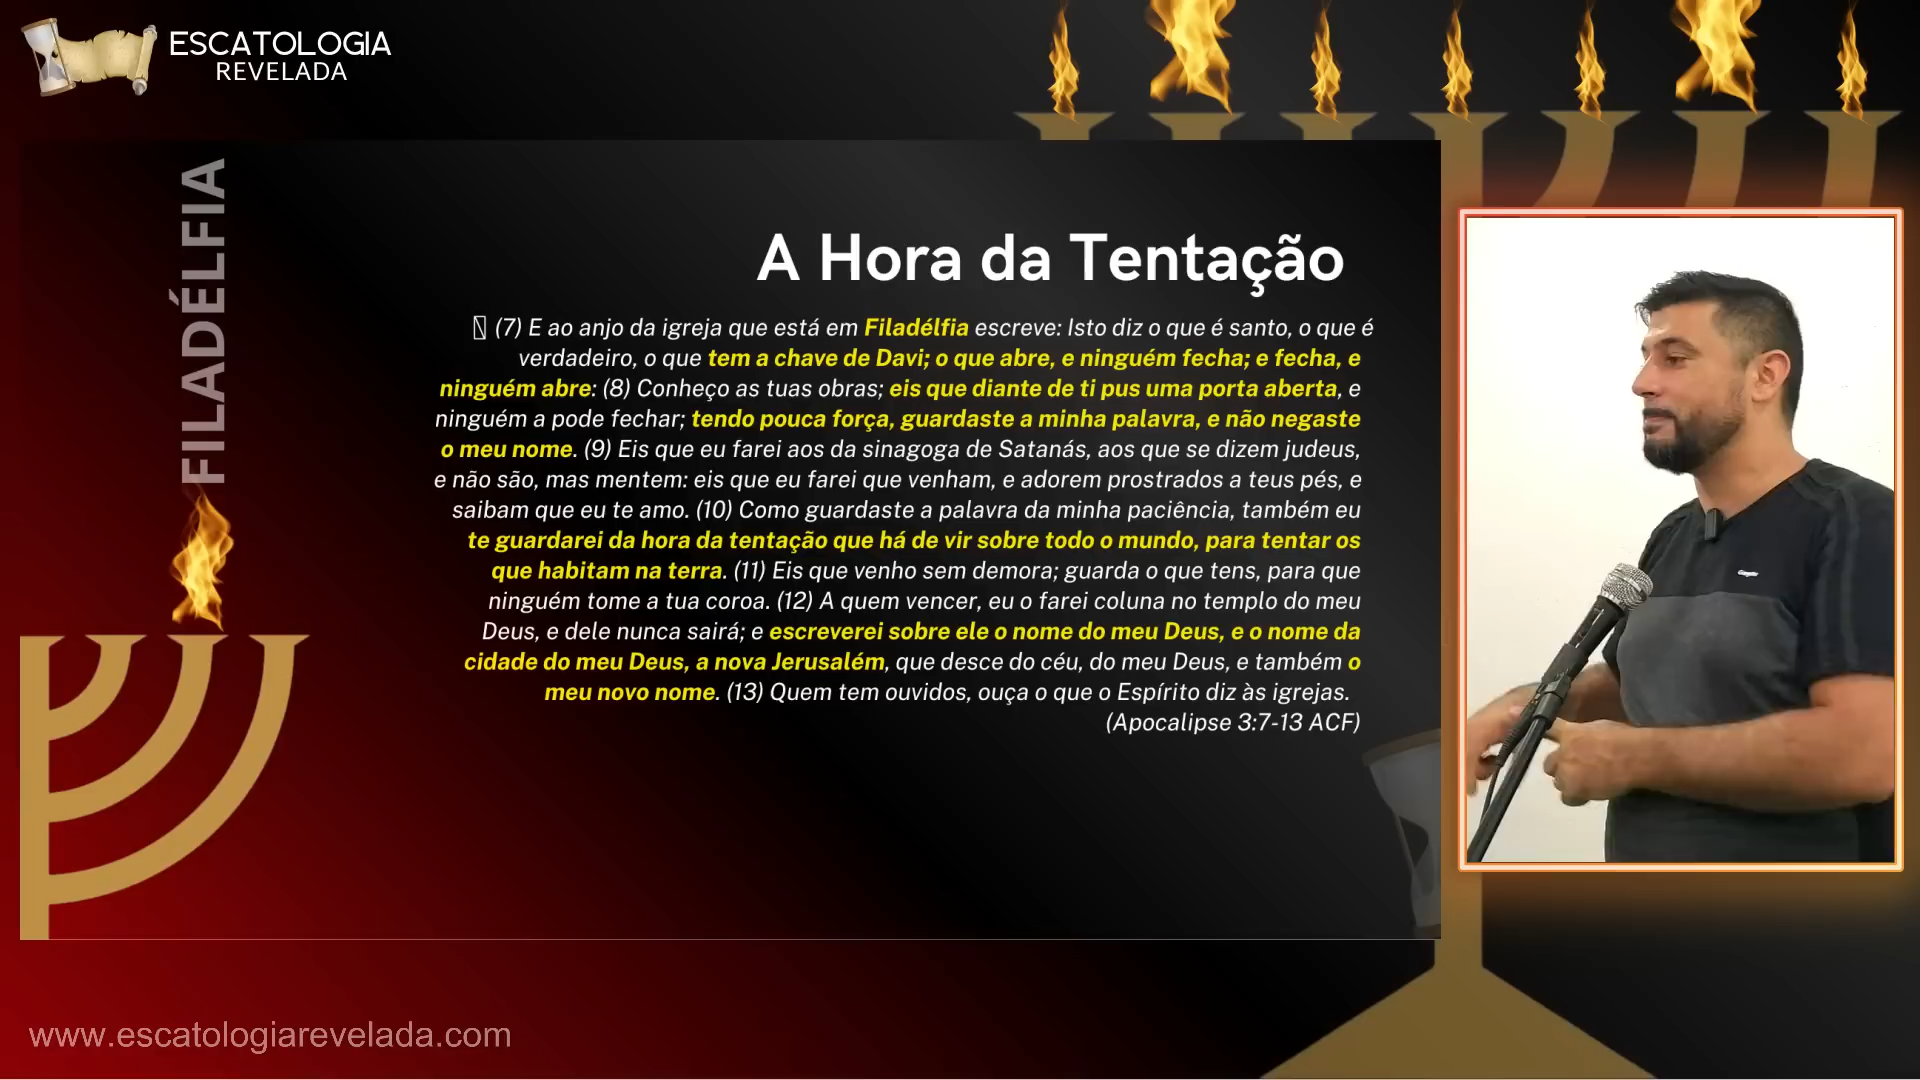 ESCATOLOGIA
REVELADA
FILADÉLFIA
A Hora da Tentação
(7) E ao anjo da igreja que está em Filadélfia escreve: Isto diz o que é santo, o que é
verdadeiro, o que tem a chave de Davi; o que abre, e ninguém fecha; e fecha, e
ninguém abre: (8) Conheço as tuas obras; eis que diante de ti pus uma porta aberta, e
ninguém a pode fechar; tendo pouca força, guardaste a minha palavra, e não negaste
o meu nome. (9) Eis que eu farei aos da sinagoga de Satanás, aos que se dizem judeus,
e não são, mas mentem: eis que eu farei que venham, e adorem prostrados a teus pés, e
saibam que eu te amo. (10) Como guardaste a palavra da minha paciência, também eu
te guardarei da hora da tentação que há de vir sobre todo o mundo, para tentar os
que habitam na terra. (11) Eis que venho sem demora; guarda o que tens, para que
ninguém tome a tua coroa. (12) A quem vencer, eu o farei coluna no templo do meu
Deus, e dele nunca sairá; e escreverei sobre ele o nome do meu Deus, e o nome da
cidade do meu Deus, a nova Jerusalém, que desce do céu, do meu Deus, e também o
meu novo nome. (13) Quem tem ouvidos, ouça o que o Espírito diz às igrejas.
(Apocalipse 3:7-13 ACF)
www.escatologiarevelada.com